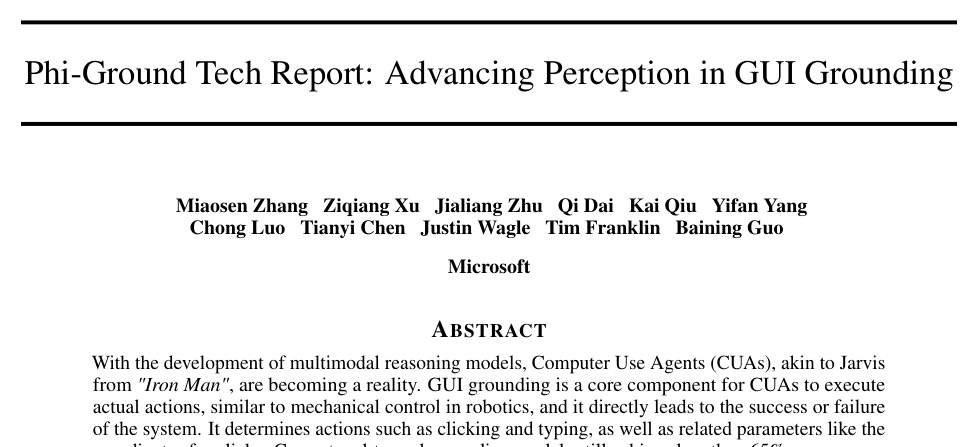 Phi-Ground Tech Report: Advancing Perception in GUI Grounding
Miaosen Zhang Ziqiang Xu Jialiang Zhu Qi Dai Kai Qiu Yifan Yang
Chong Luo Tianyi Chen Justin Wagle Tim Franklin Baining Guo
Microsoft
ABSTRACT
With the development of multimodal reasoning models, Computer Use Agents (CUAs), akin to Jarvis
from "Iron Man", are becoming a reality. GUI grounding is a core component for CUAs to execute
actual actions, similar to mechanical control in robotics, and it directly leads to the success or failure
of the system. It determines actions such as clicking and typing, as well as related parameters like the